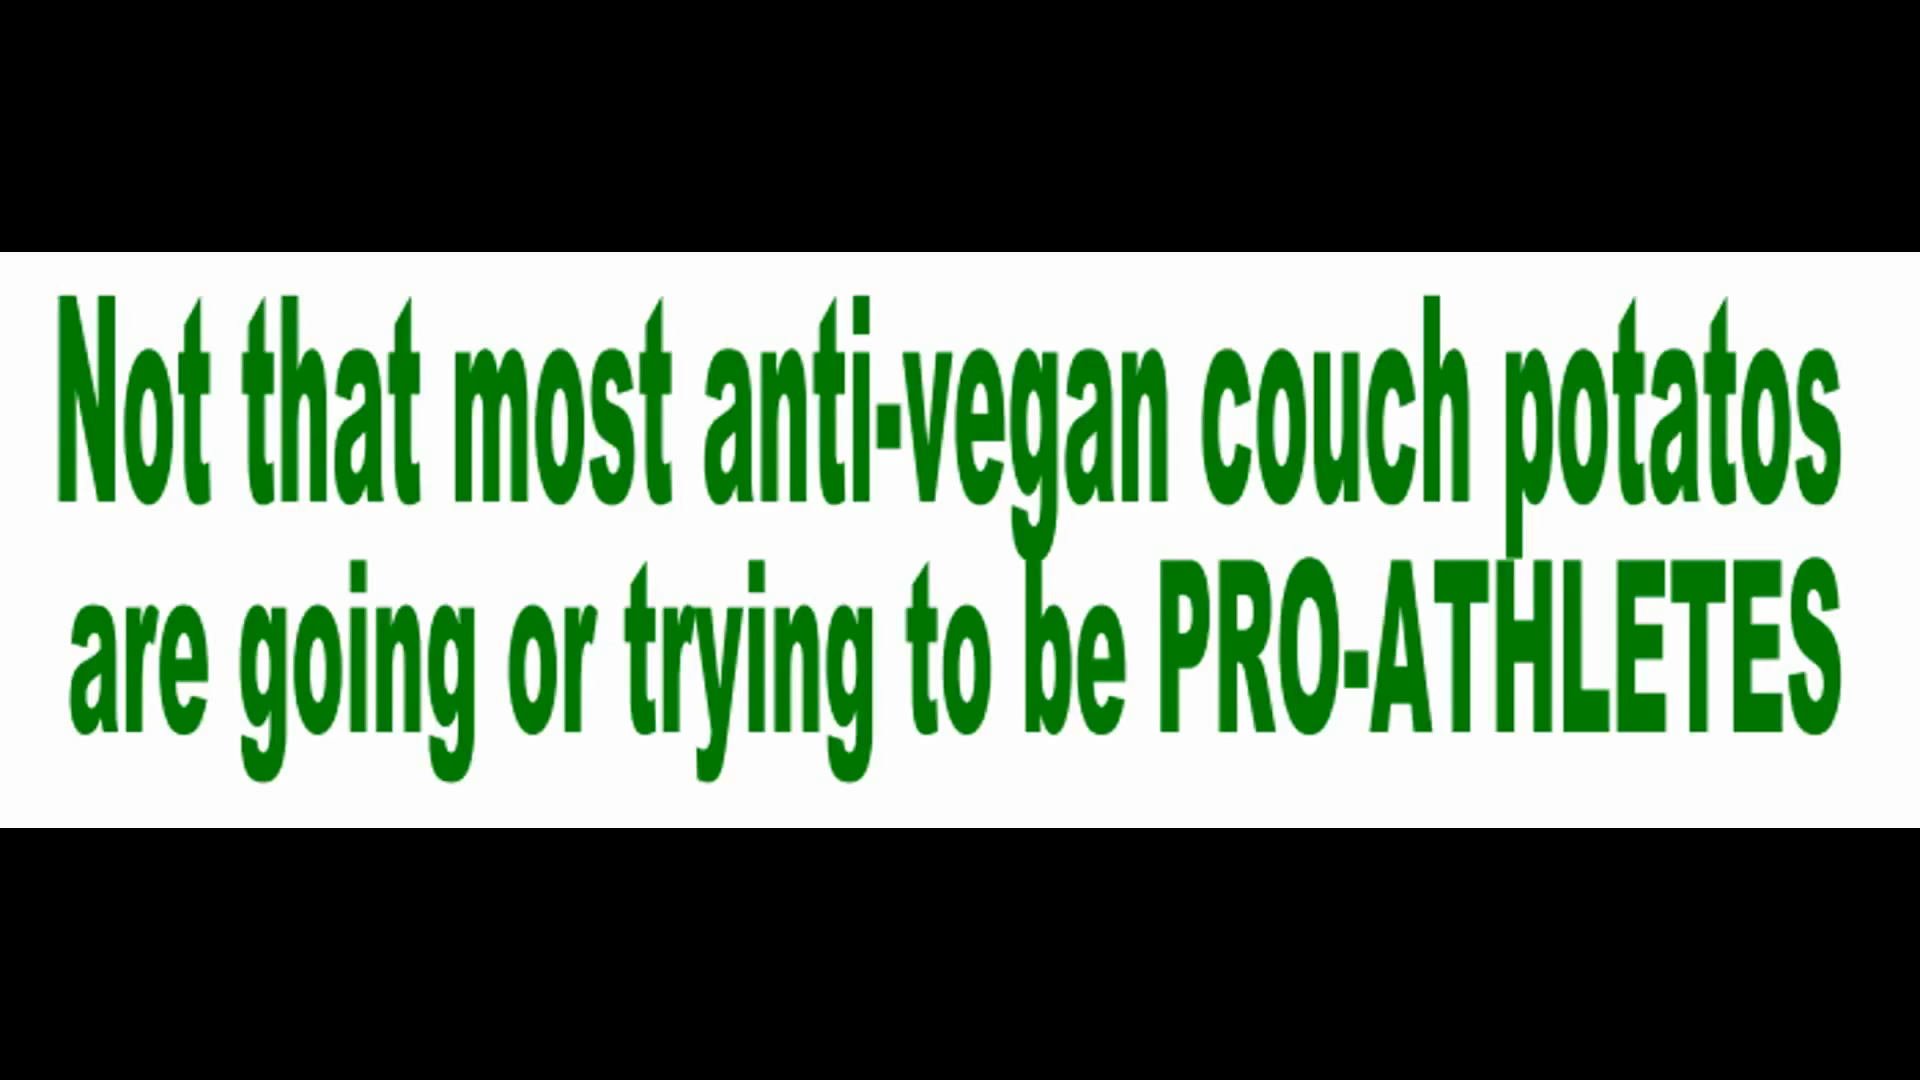 Not that most anti-vegan couch potatos
are going or trying to be PRO-ATHLETES